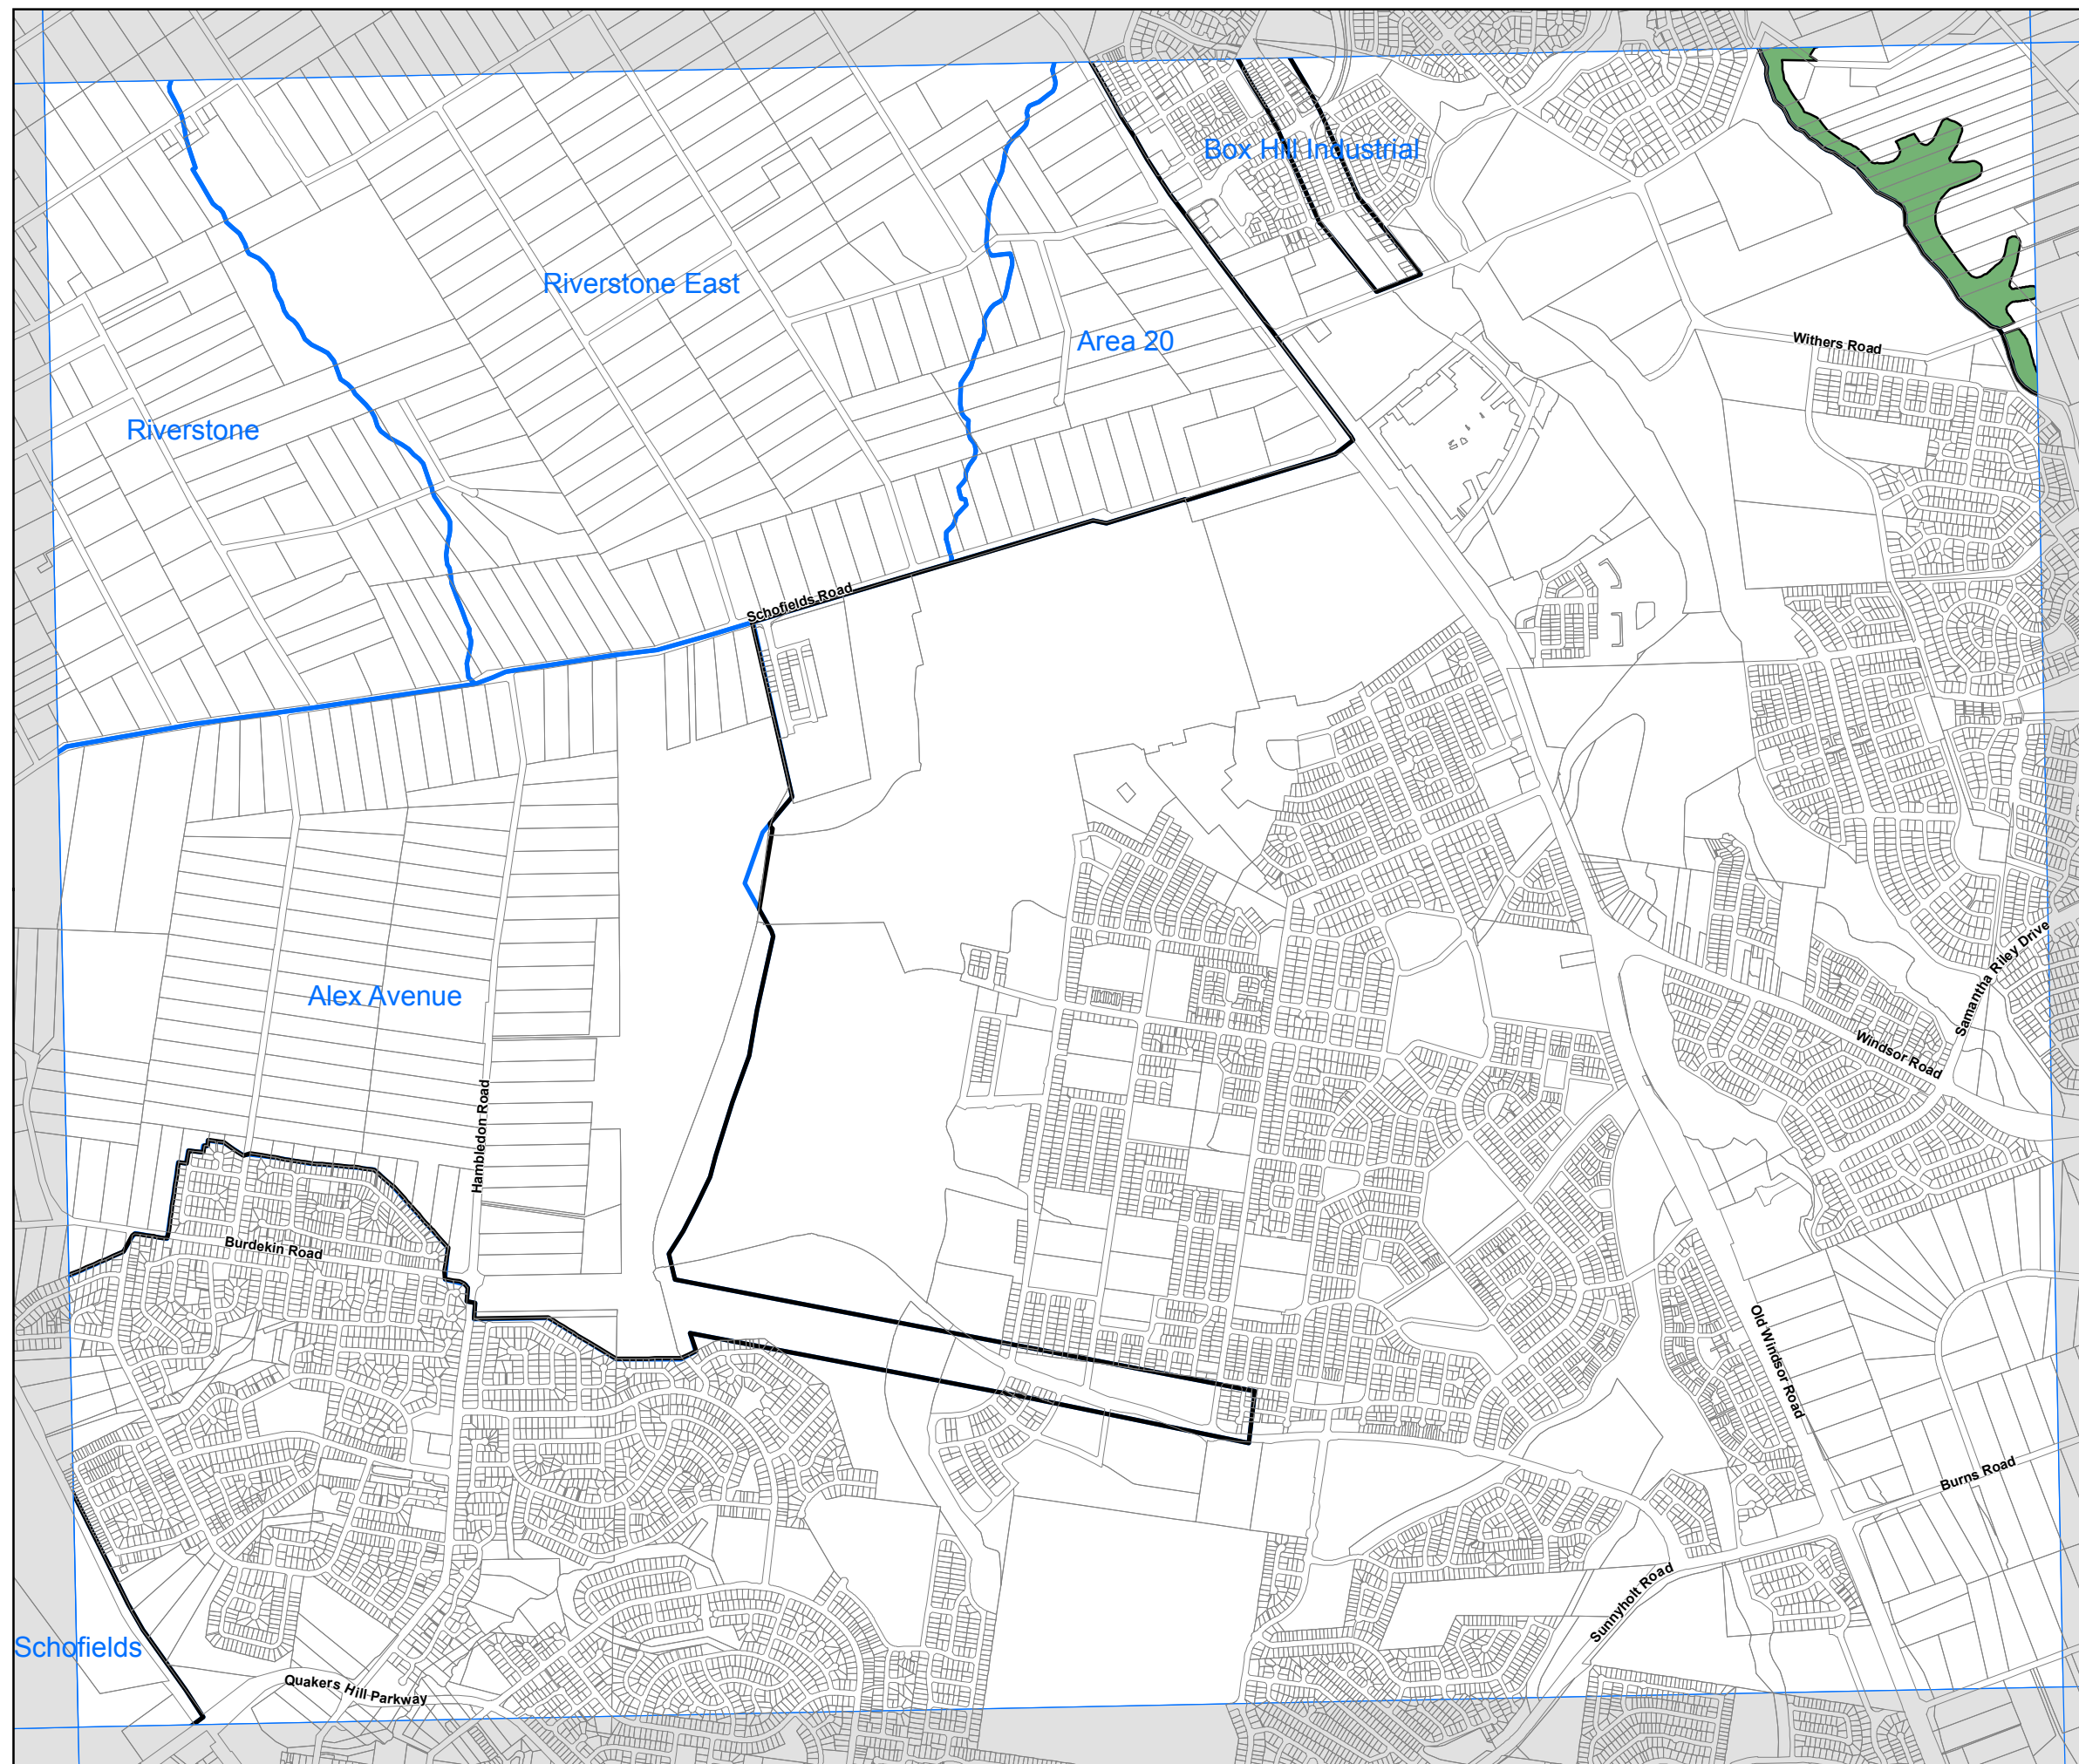 Box Hill Industrial
Riverstone East
Area 20
Withers Road
Riverstone
Schofields Road
Samantha Riley Drive
Alex Avenue
Windsor Road
Hambledon Road
Burdekin Road
Old Windsor Road
Burns Road
Sunnyholt Road
Schofields
Quakers Hill Parkway